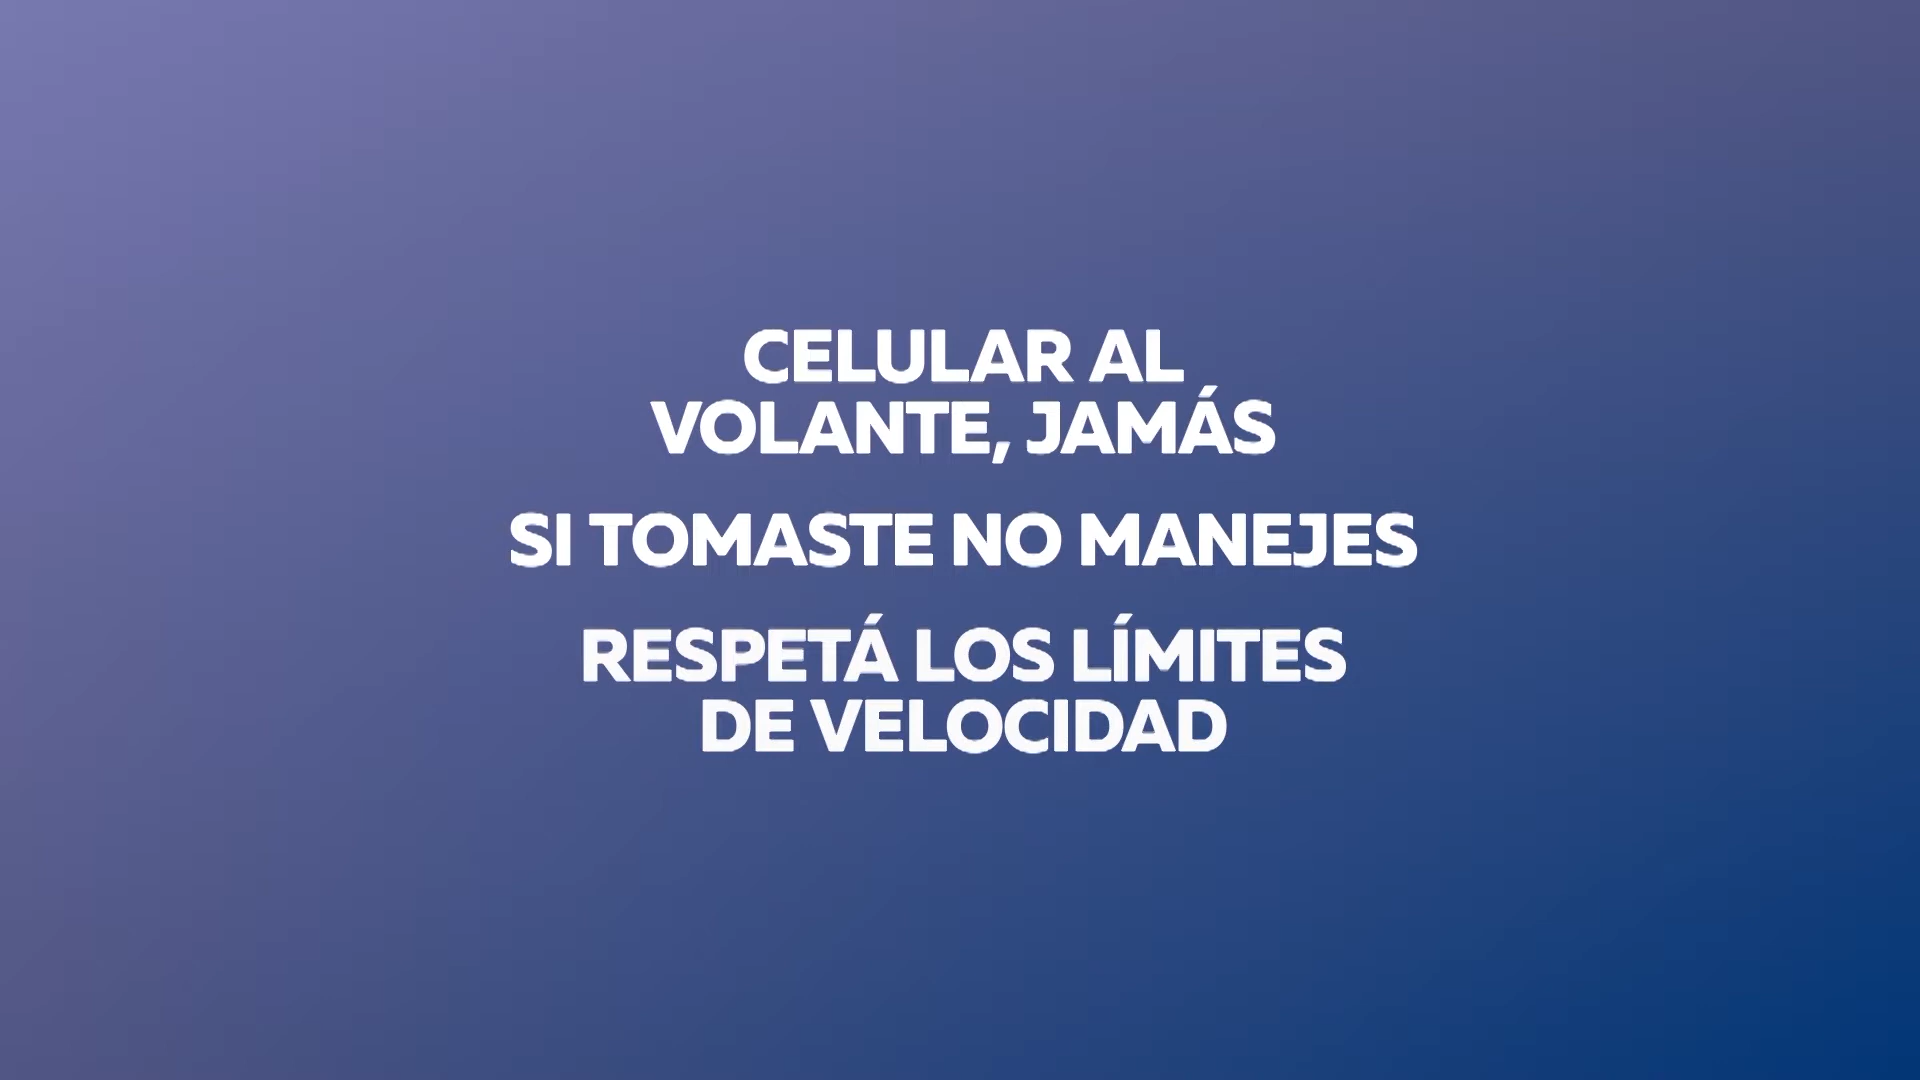 CELULAR AL
VOLANTE, JAMÁS
SI TOMASTE NO MANEJES
RESPETÁ LOS LÍMITES
DE VELOCIDAD